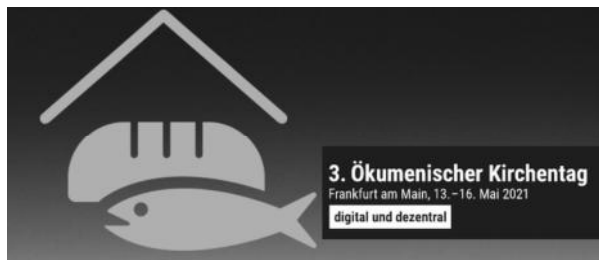 3. Ökumenischer Kirchentag
Frankfurt am Main, 13.–16. Mai 2021
digital und dezentral